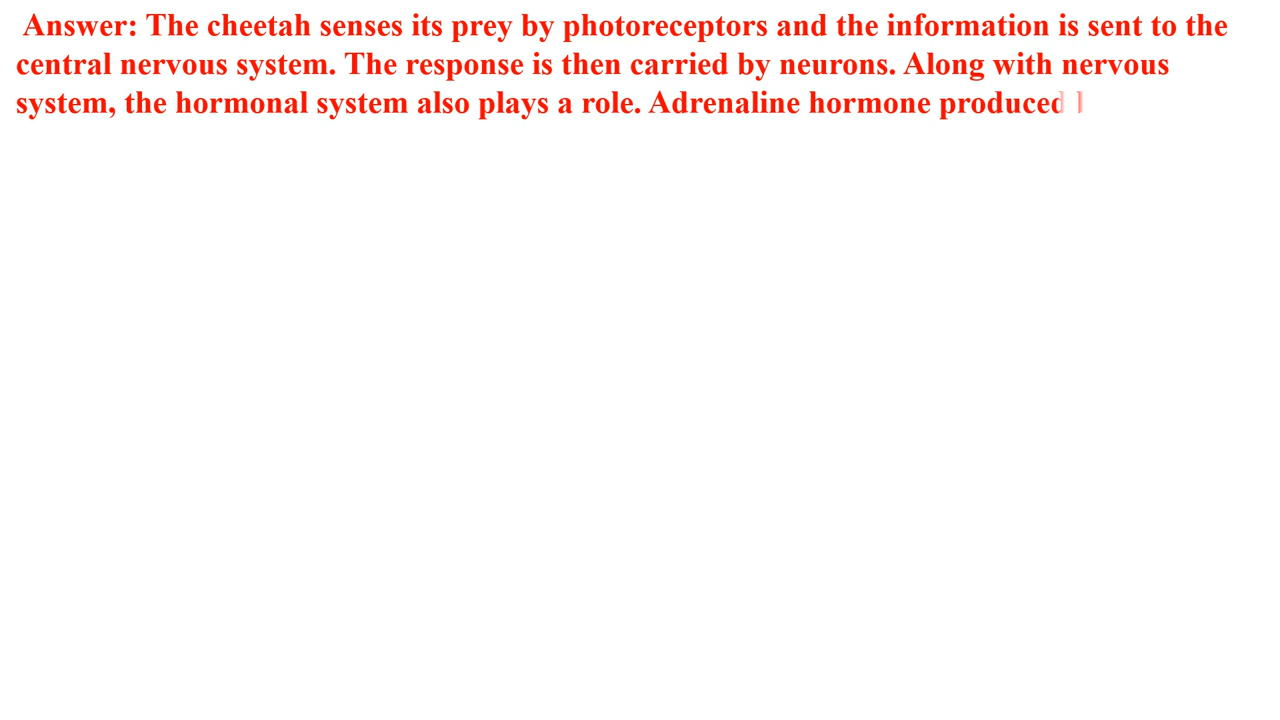 Answer: The cheetah senses its prey by photoreceptors and the information is sent to the
central nervous system. The response is then carried by neurons. Along with nervous
system, the hormonal system also plays a role. Adrenaline hormone produced